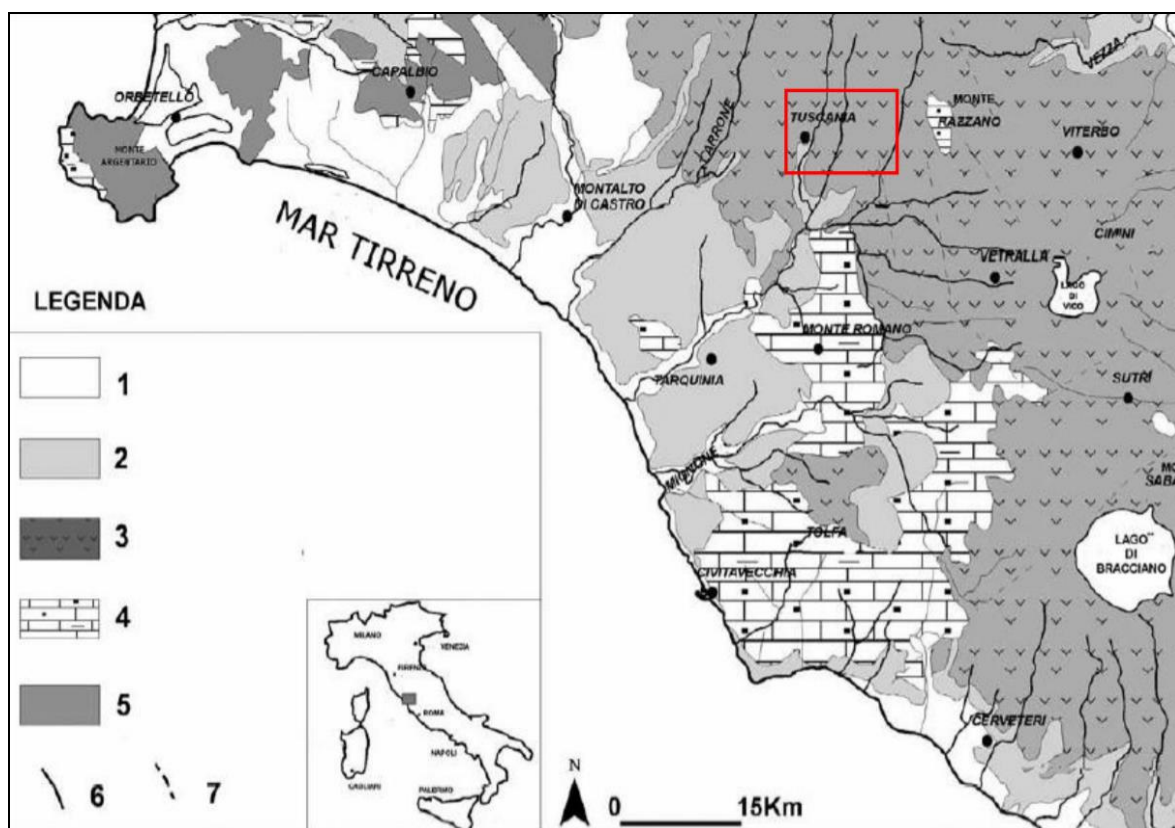 ORBETELLO
CAPALBIO
MONTE
ARGENTARIO
MAR TIRRENO
MONTALTO
DI CASTRO
TUSCANIA
MONTE
RAZZANO
VEZZA
VITERBO
CIMINI
VETRALLA
LAGO
DI
VICO
MONTE ROMANO
TARQUINIA
SUTRI
MIGNONE
TOLFA
CIVITAVECCHIA
SABA
LAGO
DI
BRACCIANO
CERVETERI
LEGENDA
1
2
3
4
5
6
7
MILANO
VENEZIA
FIRENZE
ROMA
NAPOLI
CAGLIARI
PALERMO
N
0
15Km